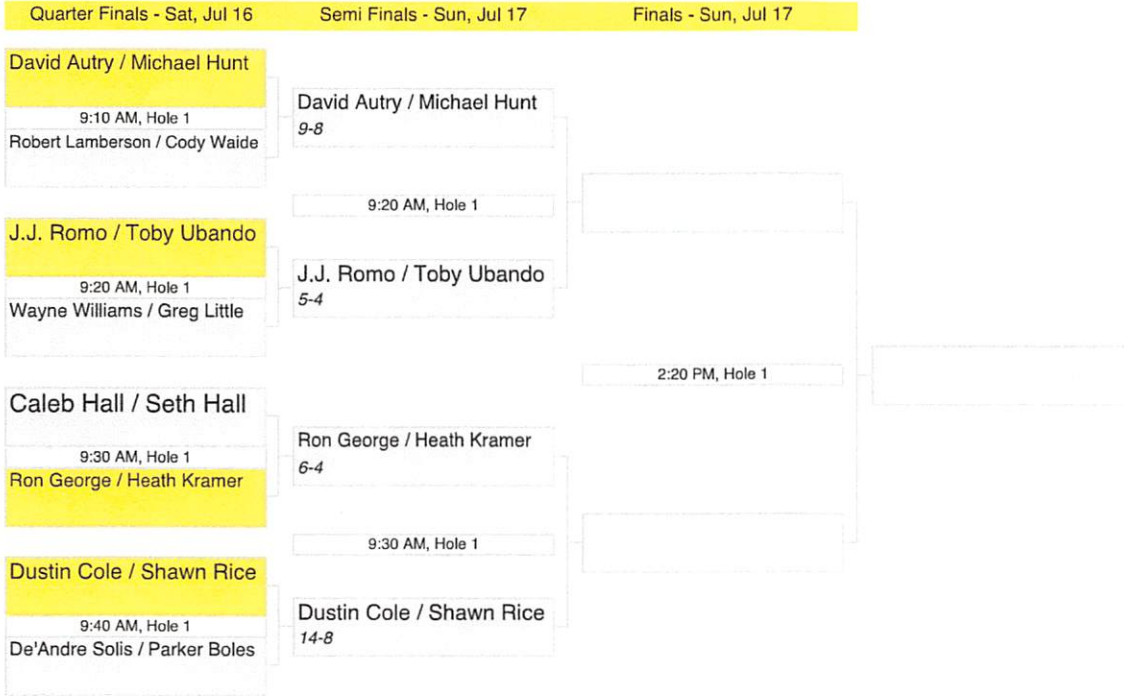 Quarter Finals - Sat, Jul 16
Semi Finals - Sun, Jul 17
Finals - Sun, Jul 17
David Autry / Michael Hunt
9:10 AM, Hole 1
Robert Lamberson / Cody Waide
J.J. Romo / Toby Ubando
9:20 AM, Hole 1
Wayne Williams / Greg Little
Caleb Hall / Seth Hall
9:30 AM, Hole 1
Ron George / Heath Kramer
Dustin Cole / Shawn Rice
9:40 AM, Hole 1
De'Andre Solis / Parker Boles
David Autry / Michael Hunt
9-8
9:20 AM, Hole 1
J.J. Romo / Toby Ubando
5-4
Ron George / Heath Kramer
6-4
9:30 AM, Hole 1
Dustin Cole / Shawn Rice
14-8
2:20 PM, Hole 1